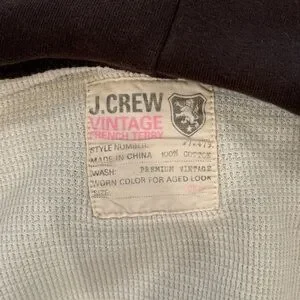 J.CREW
VINTAGE
FRENCH TERRY
STYLE NUMBER:
MADE IN CHINA 100% COTTON
WASH: PREMIUM VINTAGE
WORN COLOR FOR AGED LOOK